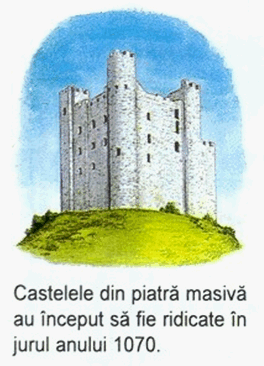 Castelele din piatră masivă
au început să fie ridicate în
jurul anului 1070.